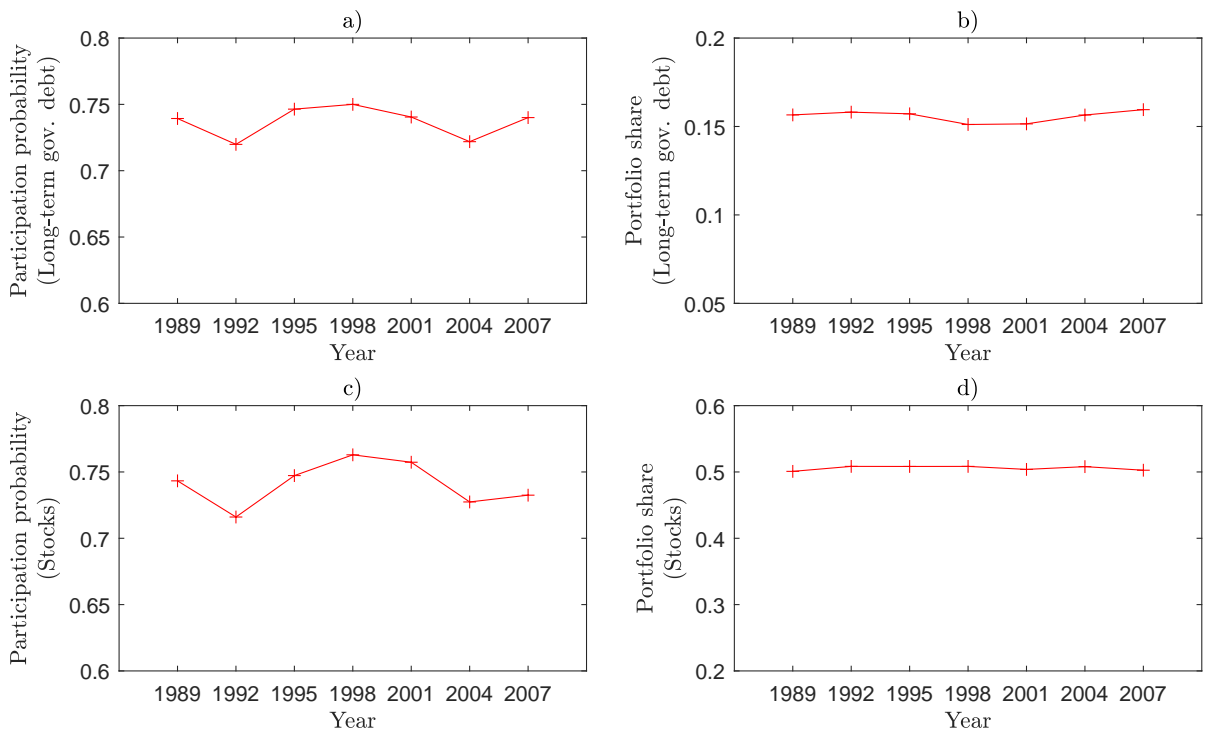 a)
Participation probability
(Long-term gov. debt)
0.8
0.75
0.7
0.65
0.6
1989 1992 1995 1998 2001 2004 2007
Year
b)
Portfolio share
(Long-term gov. debt)
0.2
0.15
0.1
0.05
1989 1992 1995 1998 2001 2004 2007
Year
c)
Participation probability
(Stocks)
0.8
0.75
0.7
0.65
0.6
1989 1992 1995 1998 2001 2004 2007
Year
d)
Portfolio share
(Stocks)
0.6
0.5
0.4
0.3
0.2
1989 1992 1995 1998 2001 2004 2007
Year